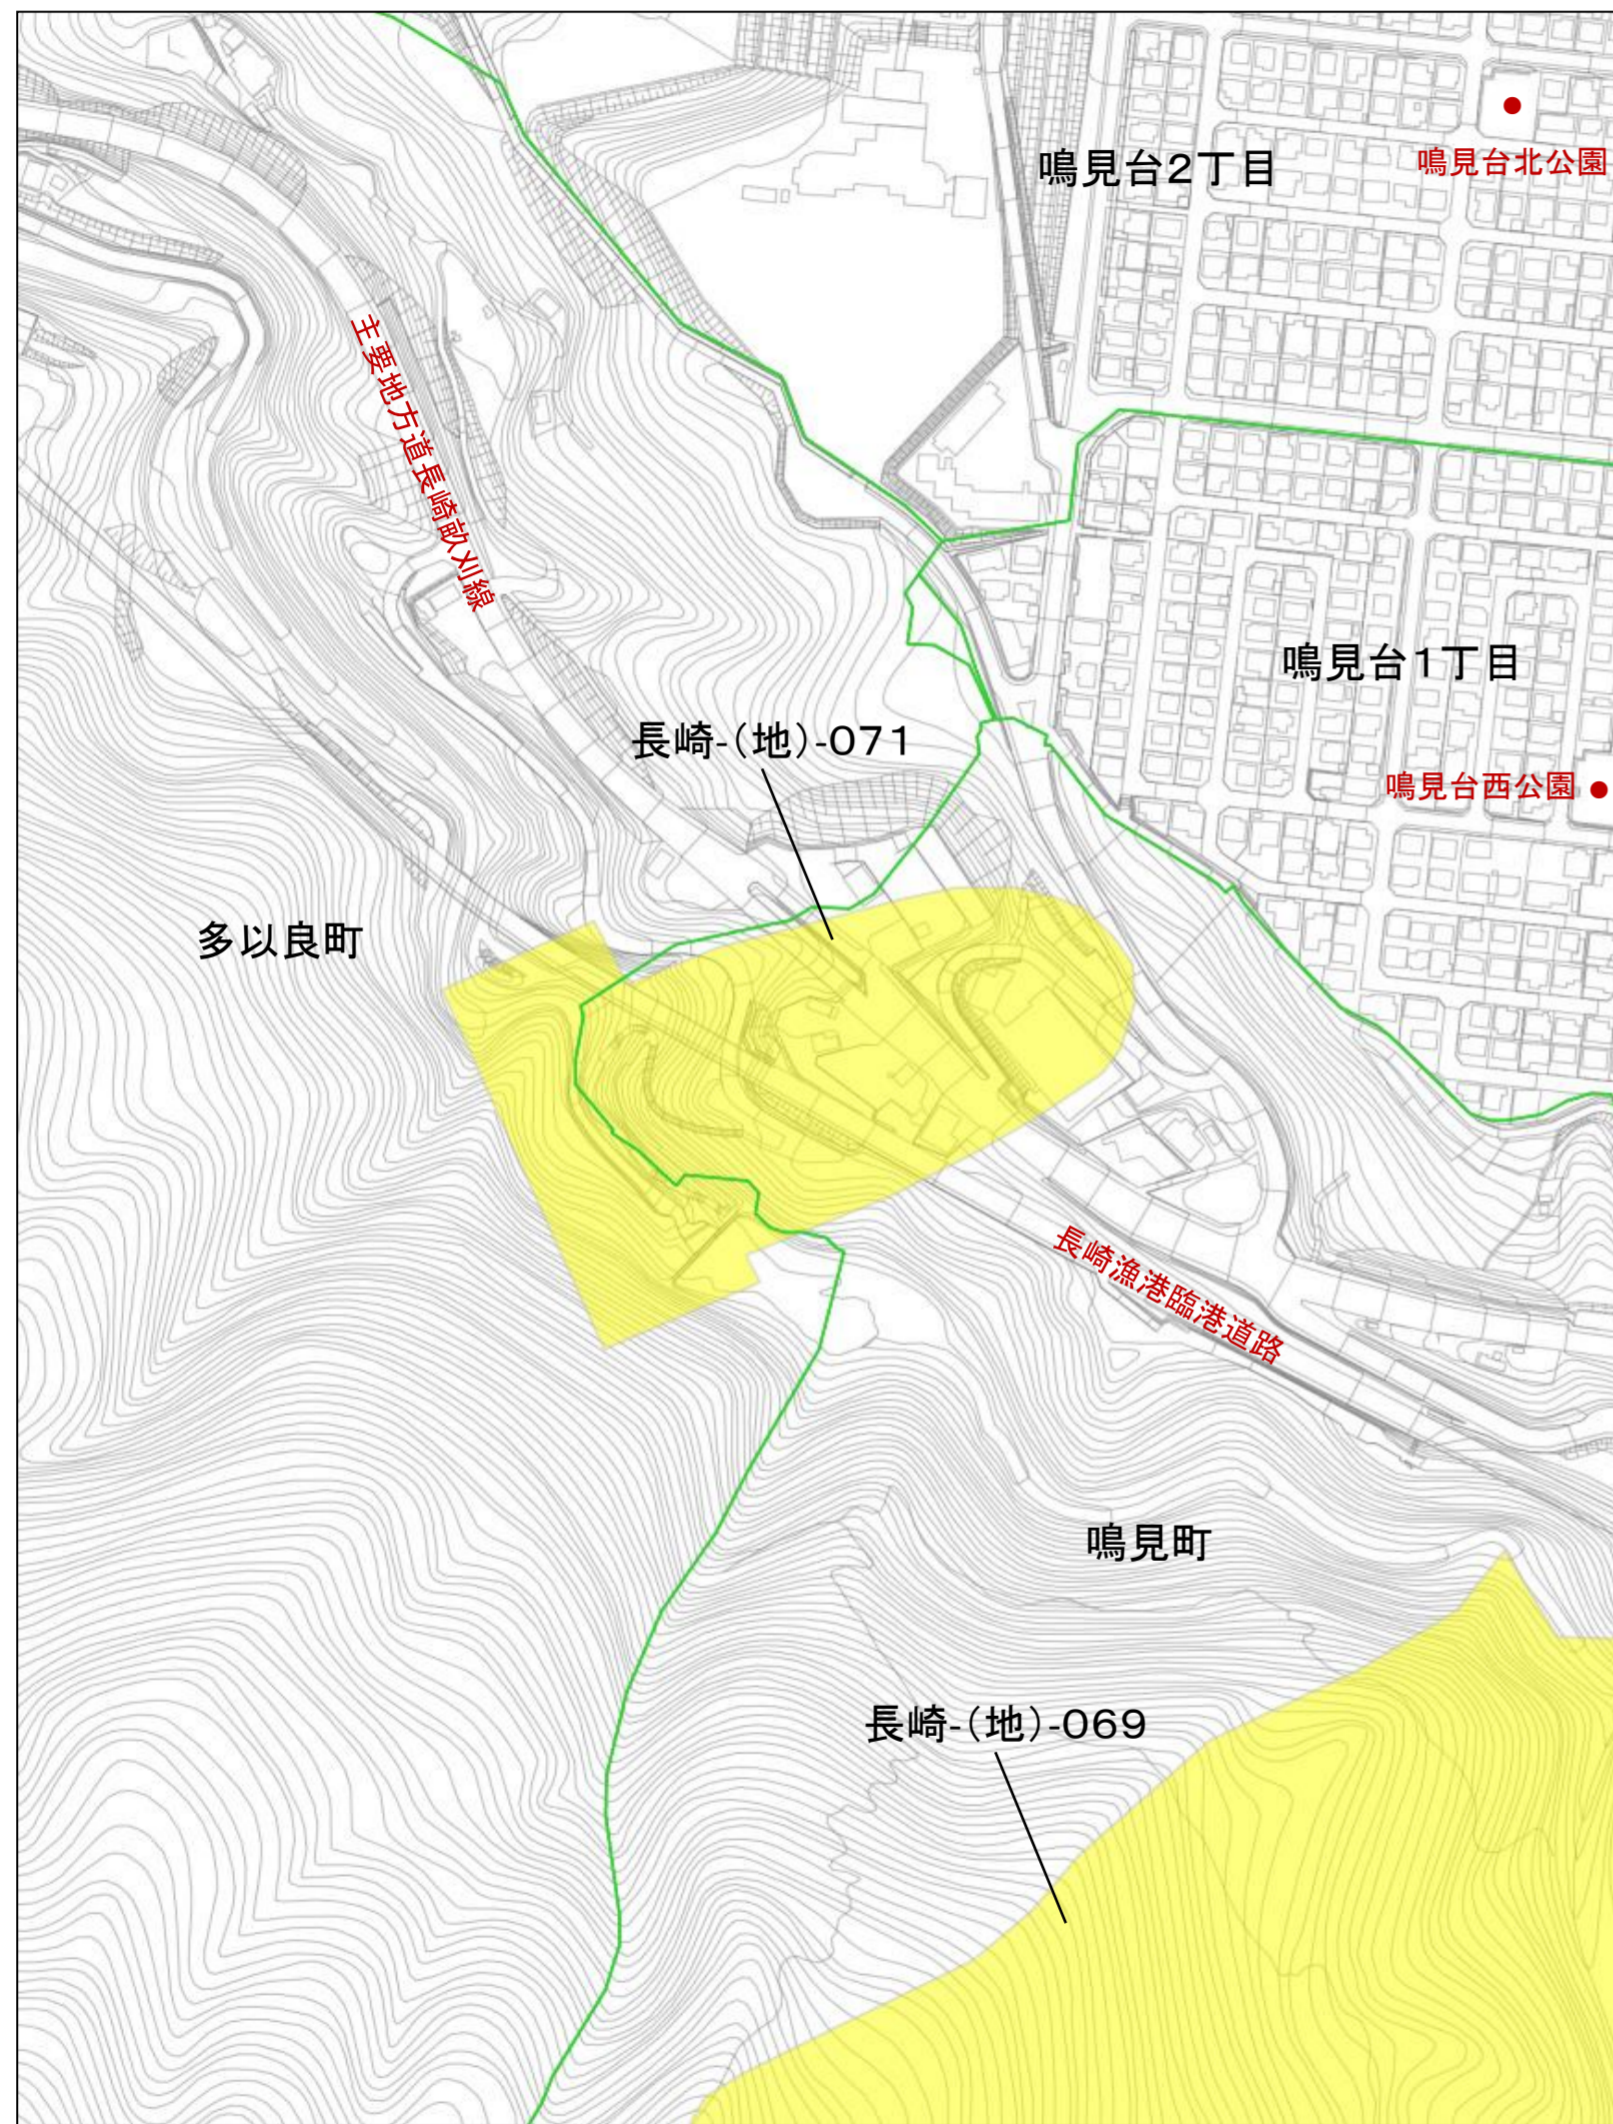 鳴見台2丁目
鳴見台北公園
主要地方道長崎畝刈線
鳴見台1丁目
長崎-(地)-071
鳴見台西公園
多以良町
長崎漁港臨港道路
鳴見町
長崎-(地)-069